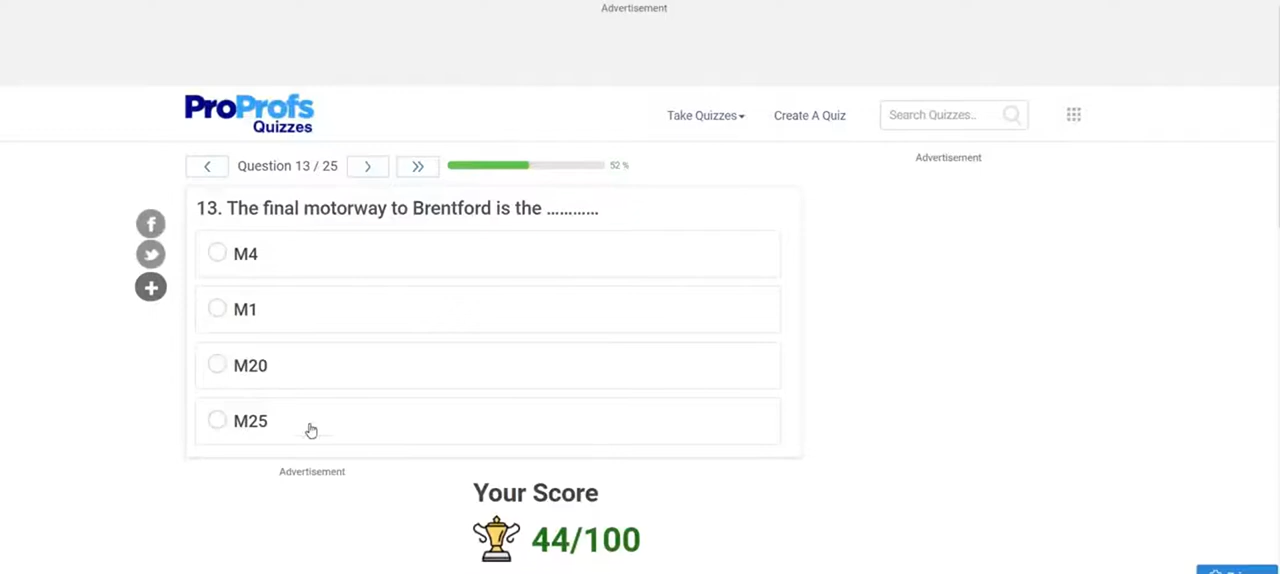 Advertisement
ProProfs
Quizzes
Take Quizzes
Create A Quiz
Search Quizzes..
Question 13 / 25
52 %
Advertisement
13. The final motorway to Brentford is the ............
M4
M1
M20
M25
Advertisement
Your Score
44/100